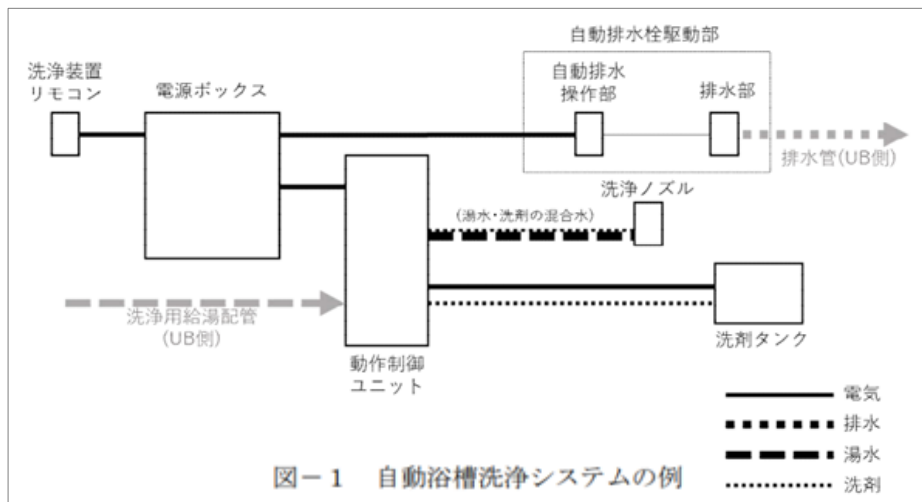 自動排水栓駆動部
洗浄装置
リモコン
電源ボックス
自動排水
操作部
排水部
排水管(UB側)
洗浄ノズル
(湯水・洗剤の混合水)
洗浄用給湯配管
(UB側)
動作制御
ユニット
洗剤タンク
電気
排水
湯水
洗剤
図-1 自動浴槽洗浄システムの例